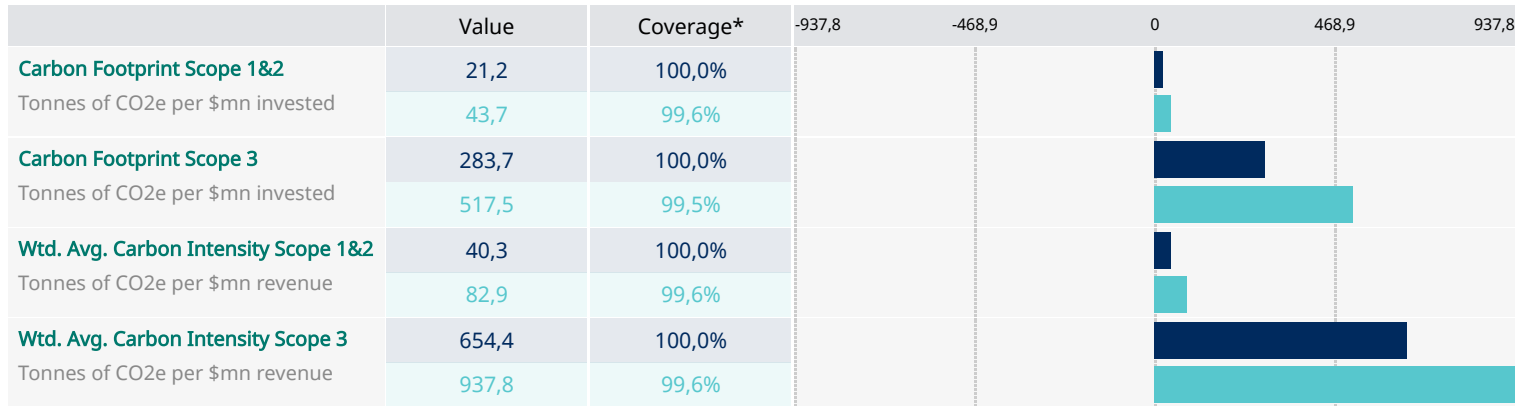 Value Coverage* -937,8 -468,9 0 468,9 937,8
Carbon Footprint Scope 1&2 21,2 100,0%
Tonnes of CO2e per $mn invested 43,7 99,6%
Carbon Footprint Scope 3 283,7 100,0%
Tonnes of CO2e per $mn invested 517,5 99,5%
Wtd. Avg. Carbon Intensity Scope 1&2 40,3 100,0%
Tonnes of CO2e per $mn revenue 82,9 99,6%
Wtd. Avg. Carbon Intensity Scope 3 654,4 100,0%
Tonnes of CO2e per $mn revenue 937,8 99,6%